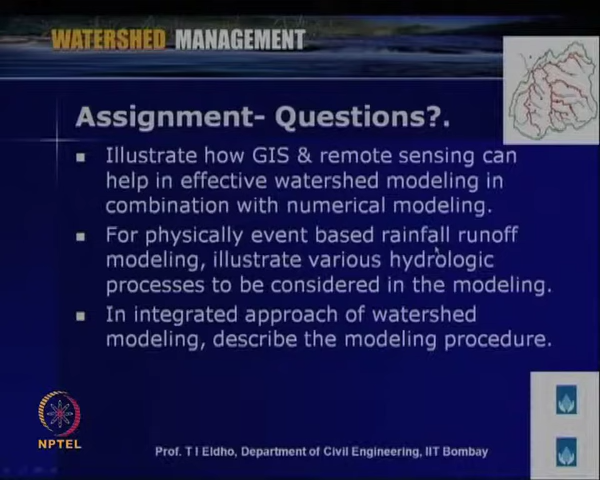 WATERSHED MANAGEMENT
Assignment- Questions?.
Illustrate how GIS & remote sensing can
help in effective watershed modeling in
combination with numerical modeling.
For physically event based rainfall runoff
modeling, illustrate various hydrologic
processes to be considered in the modeling.
In integrated approach of watershed
modeling, describe the modeling procedure.
NPTEL
Prof. T I Eldho, Department of Civil Engineering, IIT Bombay